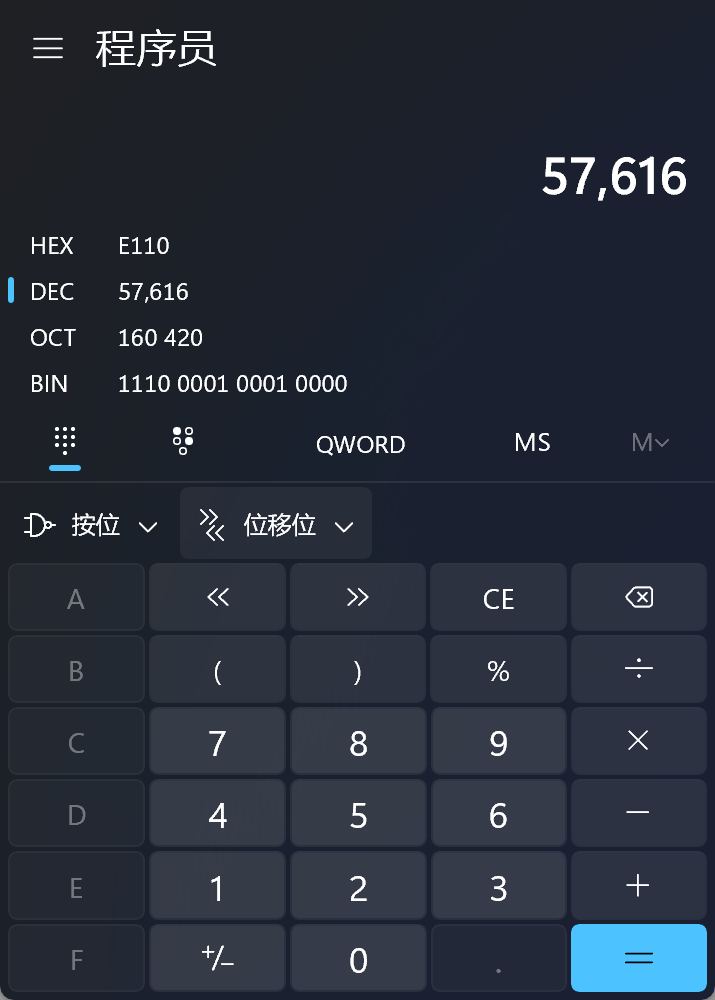 程序员
57,616
HEX E110
DEC 57,616
OCT 160 420
BIN 1110 0001 0001 0000
QWORD MS M
按位 位移位
A CE
B ( ) % ÷
C 7 8 9 ×
D 4 5 6 −
E 1 2 3 +
F +/− 0 . =